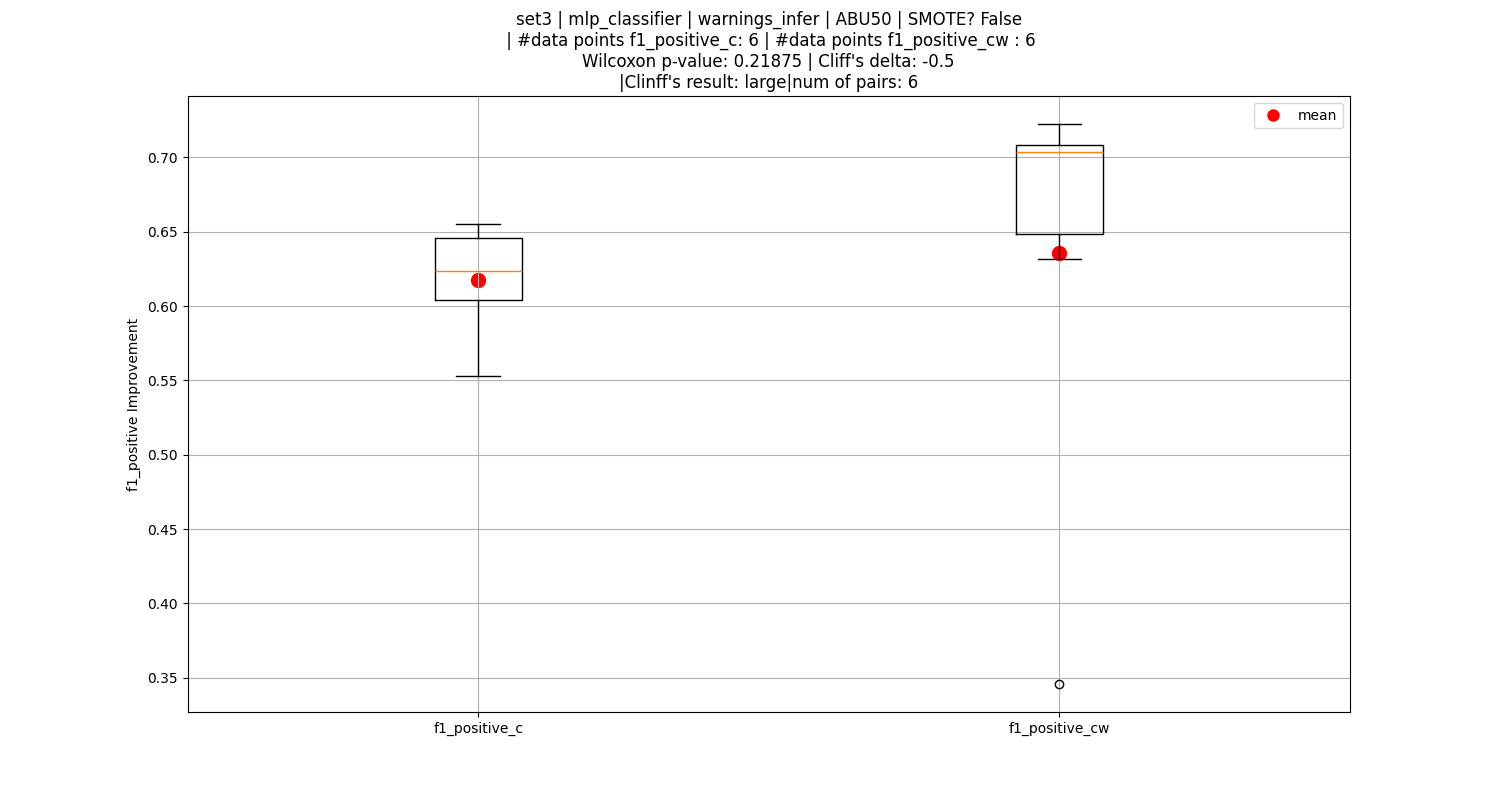 set3 | mlp_classifier | warnings_infer | ABU50 | SMOTE? False
| #data points f1_positive_c: 6 | #data points f1_positive_cw : 6
Wilcoxon p-value: 0.21875 | Cliff's delta: -0.5
|Clinff's result: large|num of pairs: 6
mean
0.70
0.65
0.60
0.55
0.50
0.45
0.40
0.35
f1_positive Improvement
f1_positive_c
f1_positive_cw